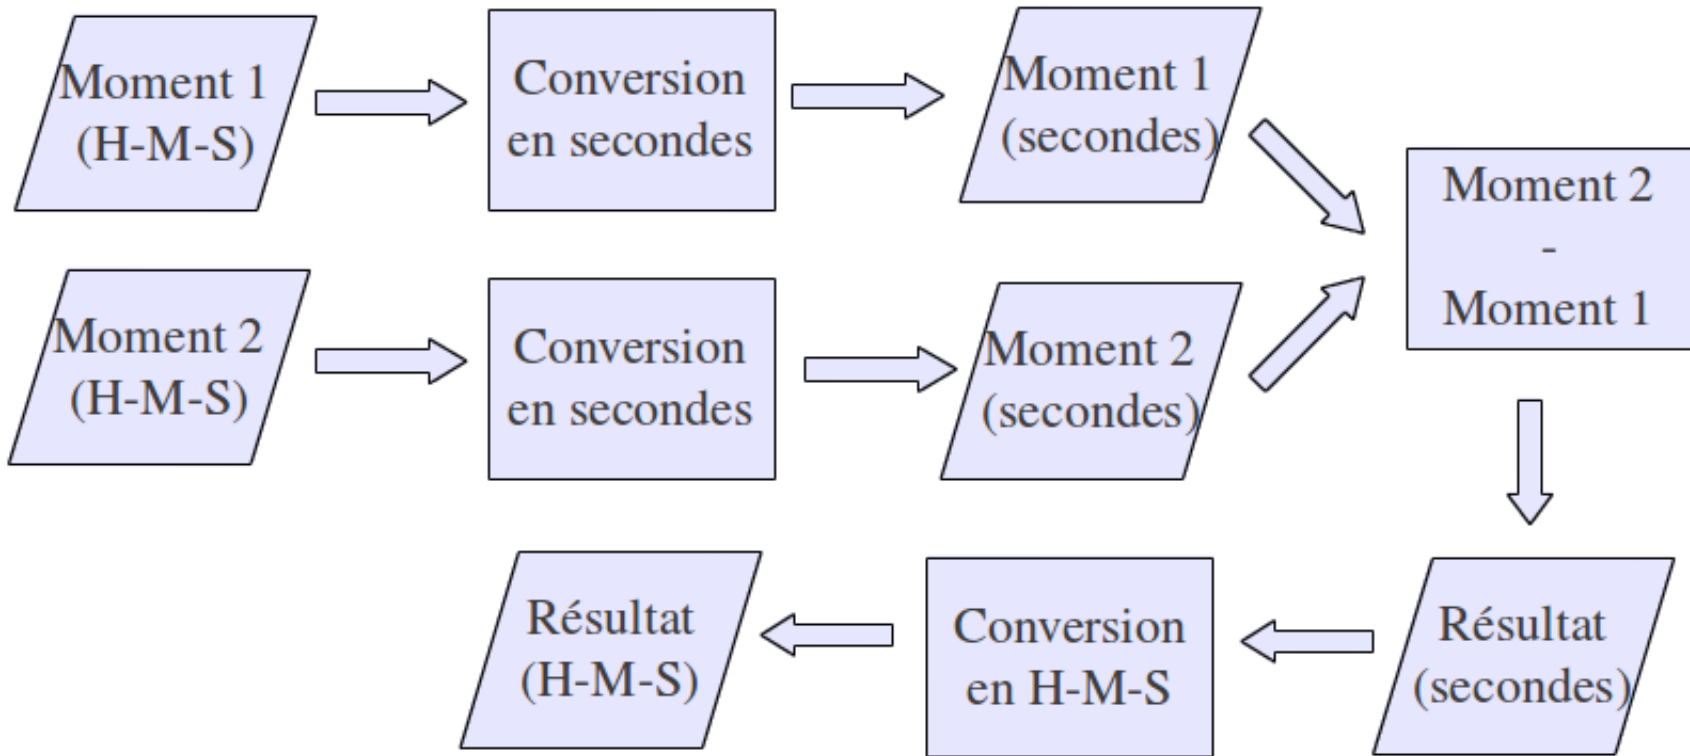 Moment 1
(H-M-S)
Conversion
en secondes
Moment 1
(secondes)
Moment 2
(H-M-S)
Conversion
en secondes
Moment 2
(secondes)
Moment 2
-
Moment 1
Résultat
(secondes)
Conversion
en H-M-S
Résultat
(H-M-S)